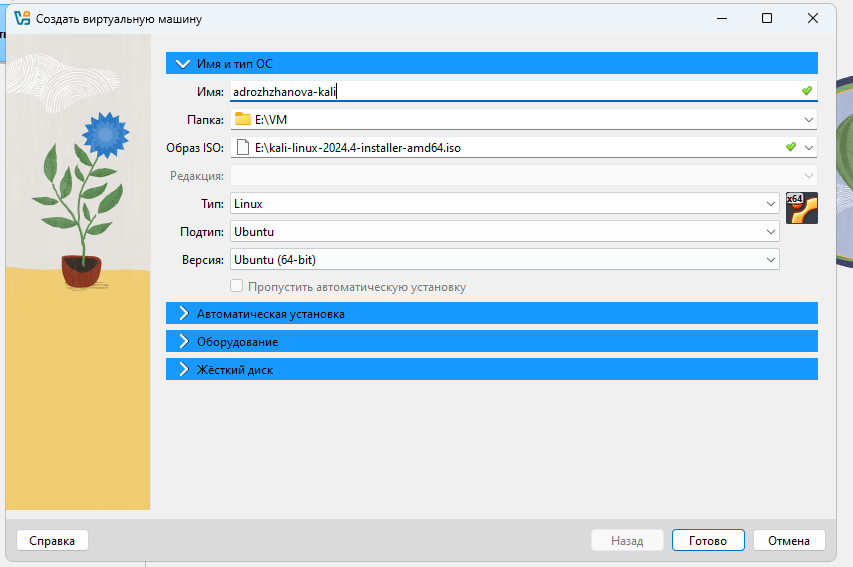 Создать виртуальную машину
Имя и тип ОС
Имя: adrozhzhanova-kali
Папка: E:\VM
Образ ISO: E:\kali-linux-2024.4-installer-amd64.iso
Редакция:
Тип: Linux
x64
Подтип: Ubuntu
Версия: Ubuntu (64-bit)
Пропустить автоматическую установку
Автоматическая установка
Оборудование
Жёсткий диск
Справка Назад Готово Отмена